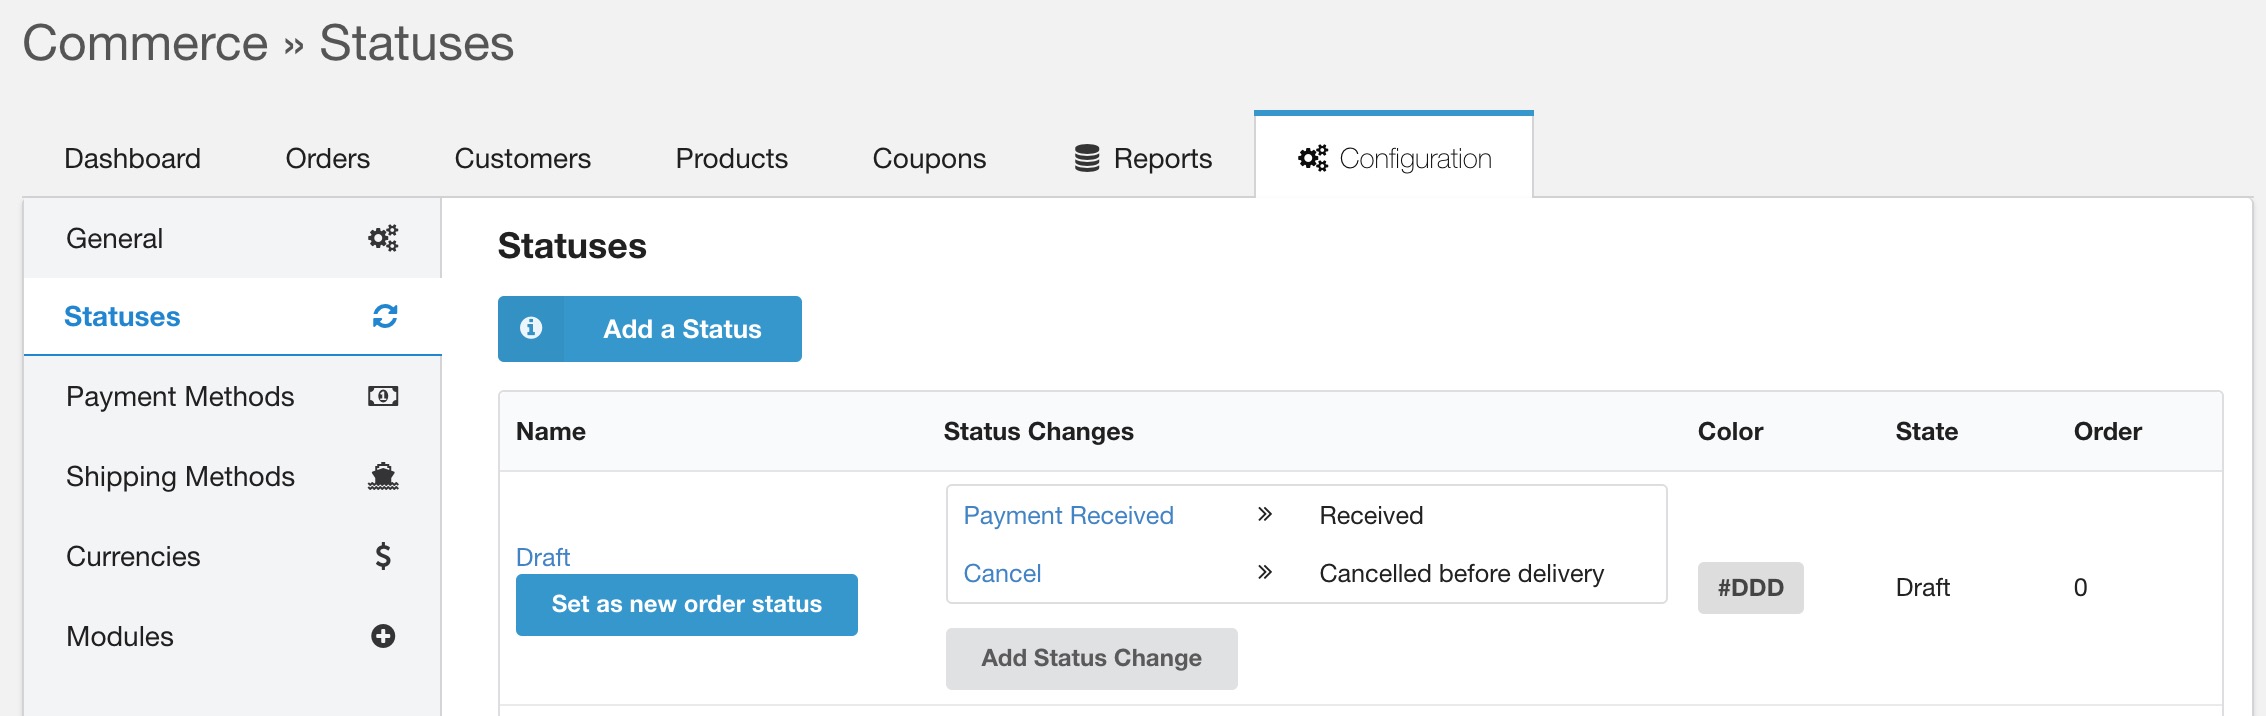 Commerce » Statuses
Dashboard Orders Customers Products Coupons Reports Configuration
General
Statuses
Payment Methods
Shipping Methods
Currencies $
Modules
Statuses
Add a Status
Name Status Changes Color State Order
Draft
Set as new order status
Payment Received » Received
Cancel » Cancelled before delivery
Add Status Change
#DDD
Draft
0